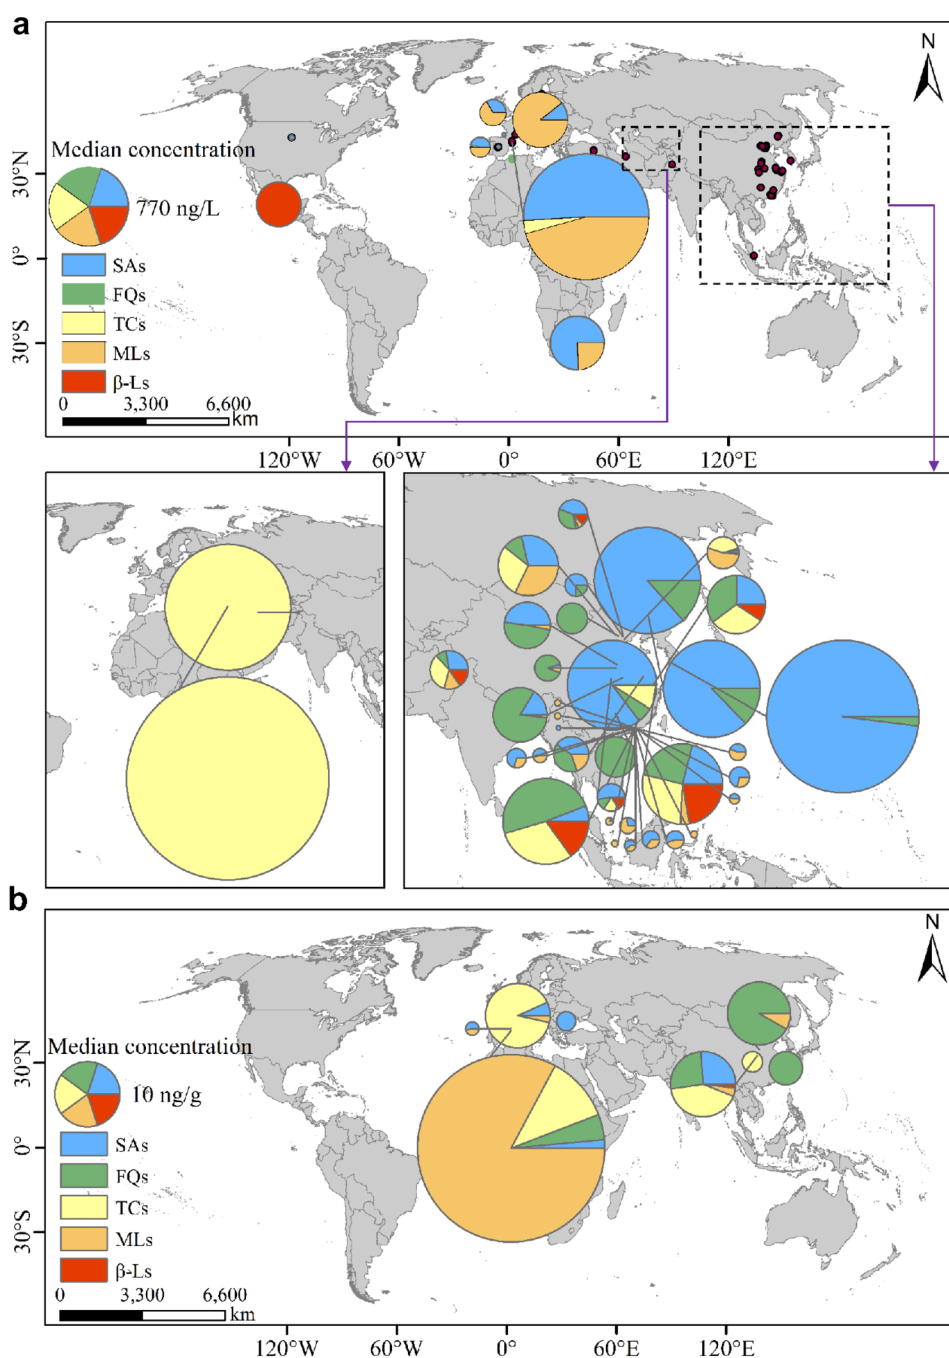 a
N
Median concentration
770 ng/L
SAs
FQs
TCs
MLs
β-Ls
0 3,300 6,600
km
30°N
0°
30°S
120°W 60°W 0° 60°E 120°E
b
N
Median concentration
10 ng/g
SAs
FQs
TCs
MLs
β-Ls
0 3,300 6,600
km
30°N
0°
30°S
120°W 60°W 0° 60°E 120°E